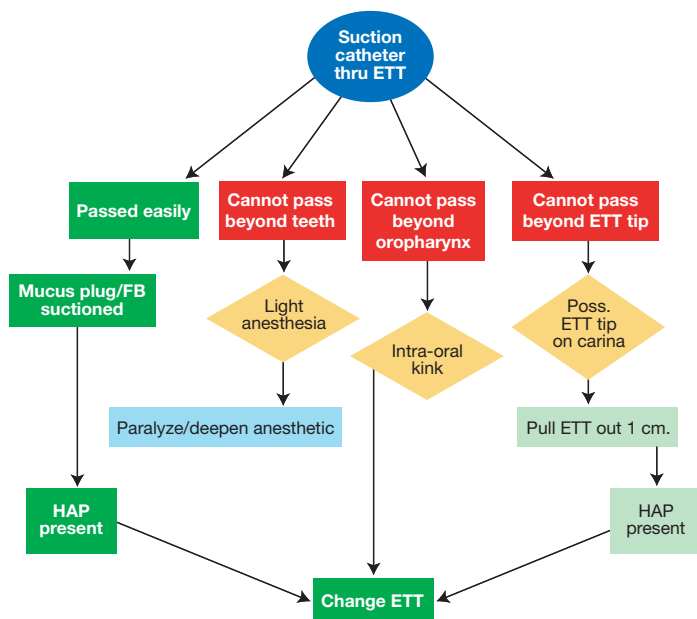 Suction
catheter
thru ETT
Passed easily
Cannot pass
beyond teeth
Cannot pass
beyond
oropharynx
Cannot pass
beyond ETT tip
Mucus plug/FB
suctioned
Light
anesthesia
Intra-oral
kink
Poss.
ETT tip
on carina
Paralyze/deepen anesthetic
Pull ETT out 1 cm.
HAP
present
HAP
present
Change ETT